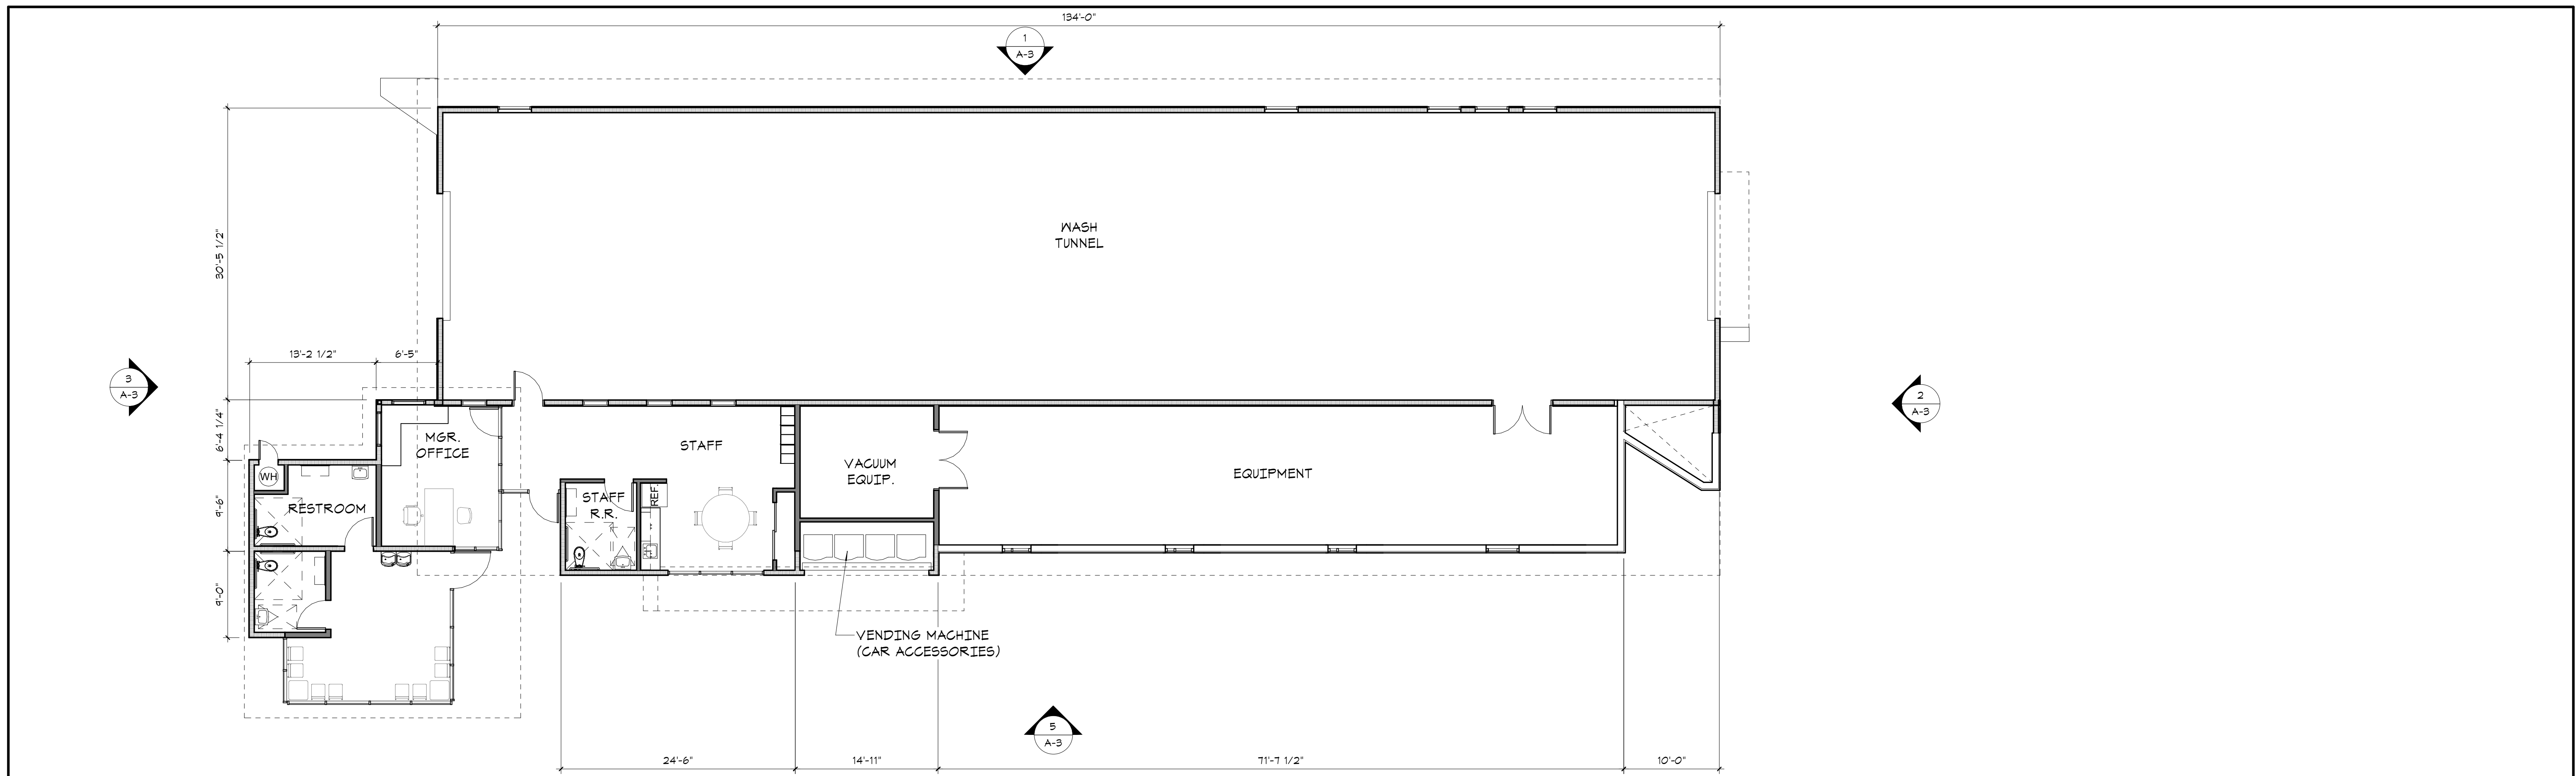 134'-0"
1
A-3
30'-5 1/2"
WASH
TUNNEL
13'-2 1/2"
6'-5"
3
A-3
2
A-3
6'-4 1/4"
MGR.
OFFICE
STAFF
VACUUM
EQUIP.
EQUIPMENT
WH
RESTROOM
STAFF
R.R.
REF.
9'-6"
9'-0"
VENDING MACHINE
(CAR ACCESSORIES)
5
A-3
24'-6"
14'-11"
71'-7 1/2"
10'-0"